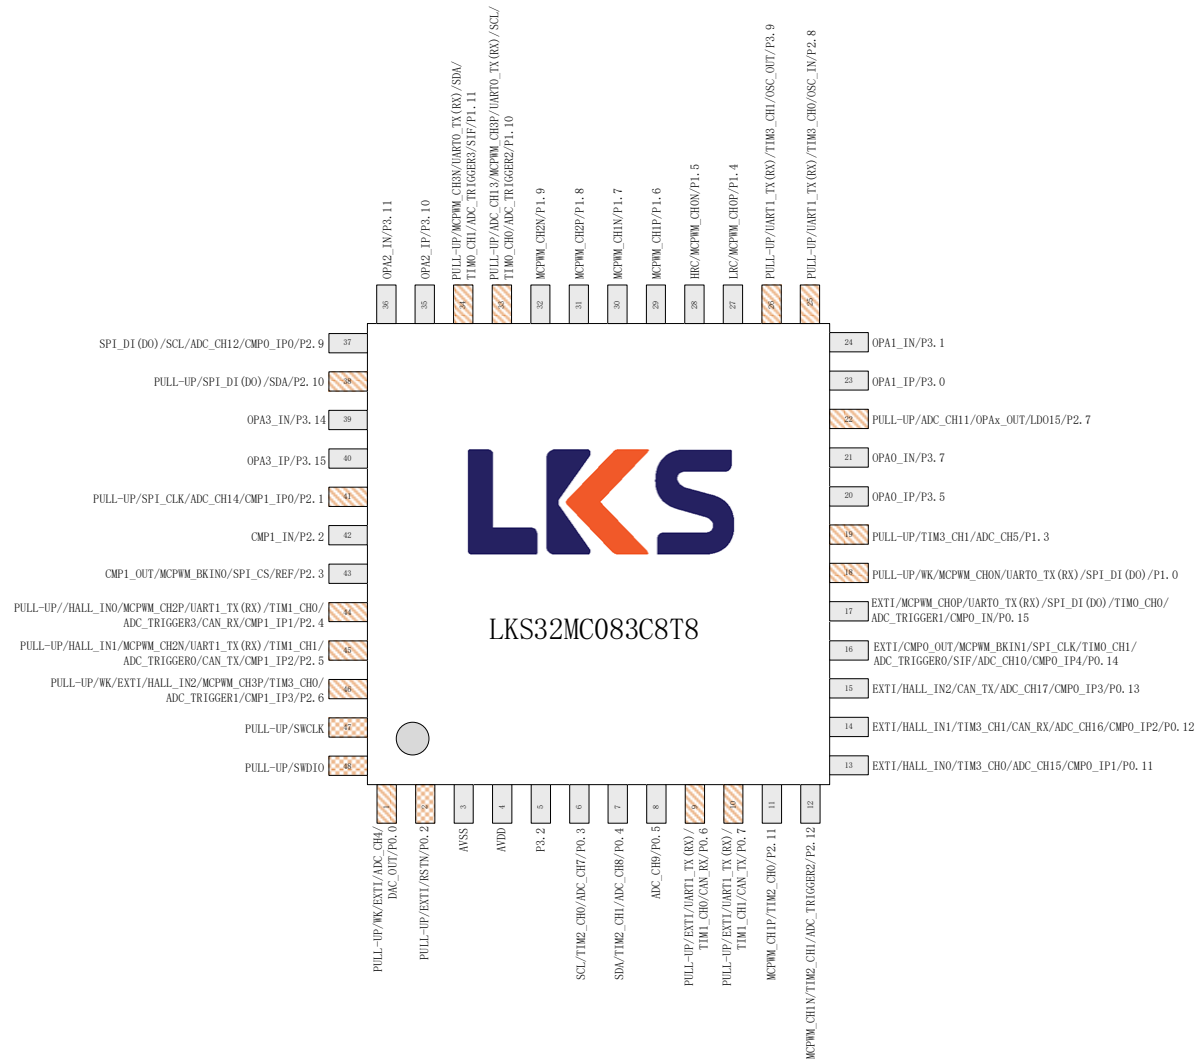 PULL-UP/MCPWM_CH3N/UART0_TX(RX)/SDA/
TIM0_CH1/ADC_TRIGGER3/SIF/P1.11
PULL-UP/ADC_CH13/MCPWM_CH3P/UART0_TX(RX)/SCL/
TIM0_CH0/ADC_TRIGGER2/P1.10
PULL-UP/UART1_TX(RX)/TIM3_CH1/OSC_OUT/P3.9
PULL-UP/UART1_TX(RX)/TIM3_CH0/OSC_IN/P2.8
OPA2_IN/P3.11
OPA2_IP/P3.10
MCPWM_CH2N/P1.9
MCPWM_CH2P/P1.8
MCPWM_CH1N/P1.7
MCPWM_CH1P/P1.6
HRC/MCPWM_CH0N/P1.5
LRC/MCPWM_CH0P/P1.4
36 35 34 33 32 31 30 29 28 27 26 25
SPI_DI(DO)/SCL/ADC_CH12/CMP0_IP0/P2.9 37
PULL-UP/SPI_DI(DO)/SDA/P2.10 38
OPA3_IN/P3.14 39
OPA3_IP/P3.15 40
PULL-UP/SPI_CLK/ADC_CH14/CMP1_IP0/P2.1 41
CMP1_IN/P2.2 42
CMP1_OUT/MCPWM_BKIN0/SPI_CS/REF/P2.3 43
PULL-UP//HALL_IN0/MCPWM_CH2P/UART1_TX(RX)/TIM1_CH0/
ADC_TRIGGER3/CAN_RX/CMP1_IP1/P2.4 44
PULL-UP/HALL_IN1/MCPWM_CH2N/UART1_TX(RX)/TIM1_CH1/
ADC_TRIGGER0/CAN_TX/CMP1_IP2/P2.5 45
PULL-UP/WK/EXTI/HALL_IN2/MCPWM_CH3P/TIM3_CH0/
ADC_TRIGGER1/CMP1_IP3/P2.6 46
PULL-UP/SWCLK 47
PULL-UP/SWDIO 48
LKS
LKS32MC083C8T8
24 OPA1_IN/P3.1
23 OPA1_IP/P3.0
22 PULL-UP/ADC_CH11/OPAx_OUT/LDO15/P2.7
21 OPA0_IN/P3.7
20 OPA0_IP/P3.5
19 PULL-UP/TIM3_CH1/ADC_CH5/P1.3
18 PULL-UP/WK/MCPWM_CH0N/UART0_TX(RX)/SPI_DI(DO)/P1.0
17 EXTI/MCPWM_CH0P/UART0_TX(RX)/SPI_DI(DO)/TIM0_CH0/
ADC_TRIGGER1/CMP0_IN/P0.15
16 EXTI/CMP0_OUT/MCPWM_BKIN1/SPI_CLK/TIM0_CH1/
ADC_TRIGGER0/SIF/ADC_CH10/CMP0_IP4/P0.14
15 EXTI/HALL_IN2/CAN_TX/ADC_CH17/CMP0_IP3/P0.13
14 EXTI/HALL_IN1/TIM3_CH1/CAN_RX/ADC_CH16/CMP0_IP2/P0.12
13 EXTI/HALL_IN0/TIM3_CH0/ADC_CH15/CMP0_IP1/P0.11
1 2 3 4 5 6 7 8 9 10 11 12
PULL-UP/WK/EXTI/ADC_CH4/
DAC_OUT/P0.0
PULL-UP/EXTI/RSTN/P0.2
AVSS
AVDD
P3.2
SCL/TIM2_CH0/ADC_CH7/P0.3
SDA/TIM2_CH1/ADC_CH8/P0.4
ADC_CH9/P0.5
PULL-UP/EXTI/UART1_TX(RX)/
TIM1_CH0/CAN_RX/P0.6
PULL-UP/EXTI/UART1_TX(RX)/
TIM1_CH1/CAN_TX/P0.7
MCPWM_CH1P/TIM2_CH0/P2.11
MCPWM_CH1N/TIM2_CH1/ADC_TRIGGER2/P2.12